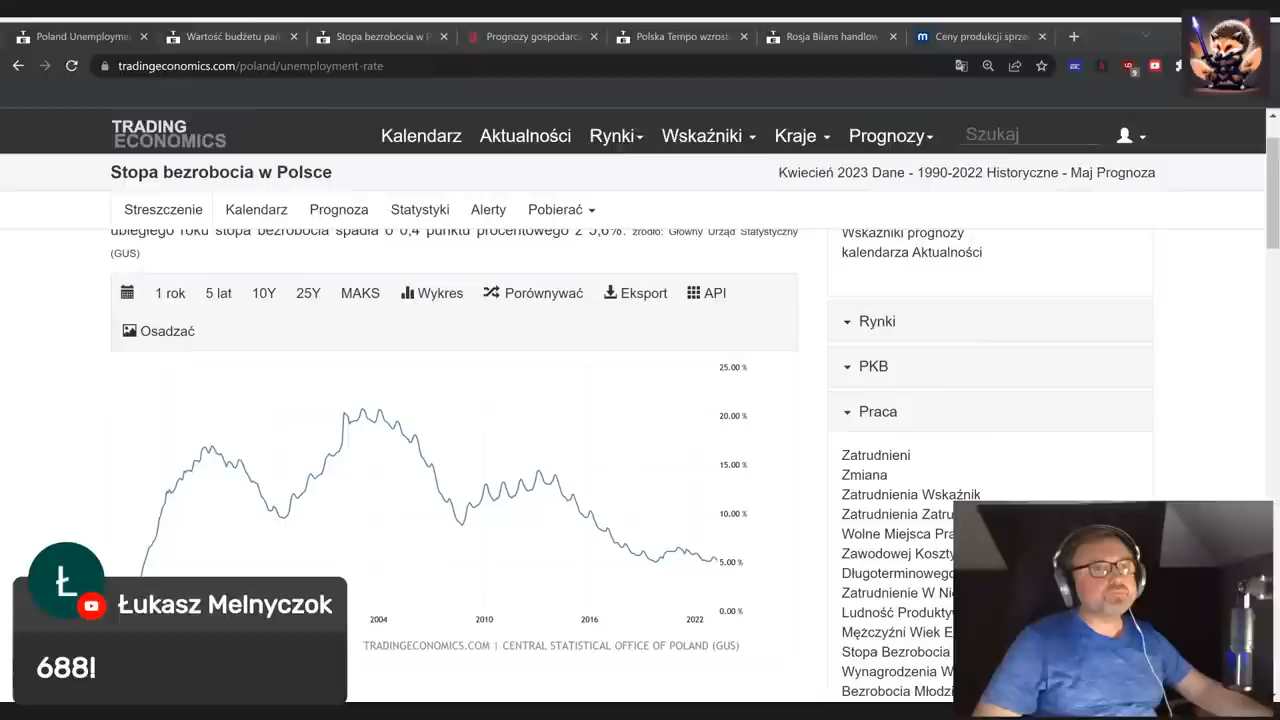 Poland Unemployme
Wartość budżetu pań
Stopa bezrobocia w P
Prognozy gospodarc
Polska Tempo wzrost
Rosja Bilans handlow
Ceny produkcji sprze
tradingeconomics.com/poland/unemployment-rate
9
TRADING
ECONOMICS
Kalendarz Aktualności Rynki Wskaźniki Kraje Prognozy Szukaj
Stopa bezrobocia w Polsce
Kwiecień 2023 Dane - 1990-2022 Historyczne - Maj Prognoza
Streszczenie Kalendarz Prognoza Statystyki Alerty Pobierać
ubiegłego roku stopa bezrobocia spadła o 0,4 punktu procentowego z 5,6%. źródło: Główny Urząd Statystyczny
(GUS)
Wskaźniki prognozy
kalendarza Aktualności
1 rok 5 lat 10Y 25Y MAKS Wykres Porównywać Eksport API
Osadzać
Rynki
PKB
Praca
25.00 %
20.00 %
15.00 %
10.00 %
5.00 %
0.00 %
2004 2010 2016 2022
TRADINGECONOMICS.COM | CENTRAL STATISTICAL OFFICE OF POLAND (GUS)
Zatrudnieni
Zmiana
Zatrudnienia Wskaźnik
Zatrudnienia Zatru
Wolne Miejsca Pra
Zawodowej Koszty
Długoterminowego
Zatrudnienie W Ni
Ludność Produkty
Mężczyźni Wiek E
Stopa Bezrobocia
Wynagrodzenia W
Bezrobocia Młodzi
Ł
Łukasz Melnyczok
688!